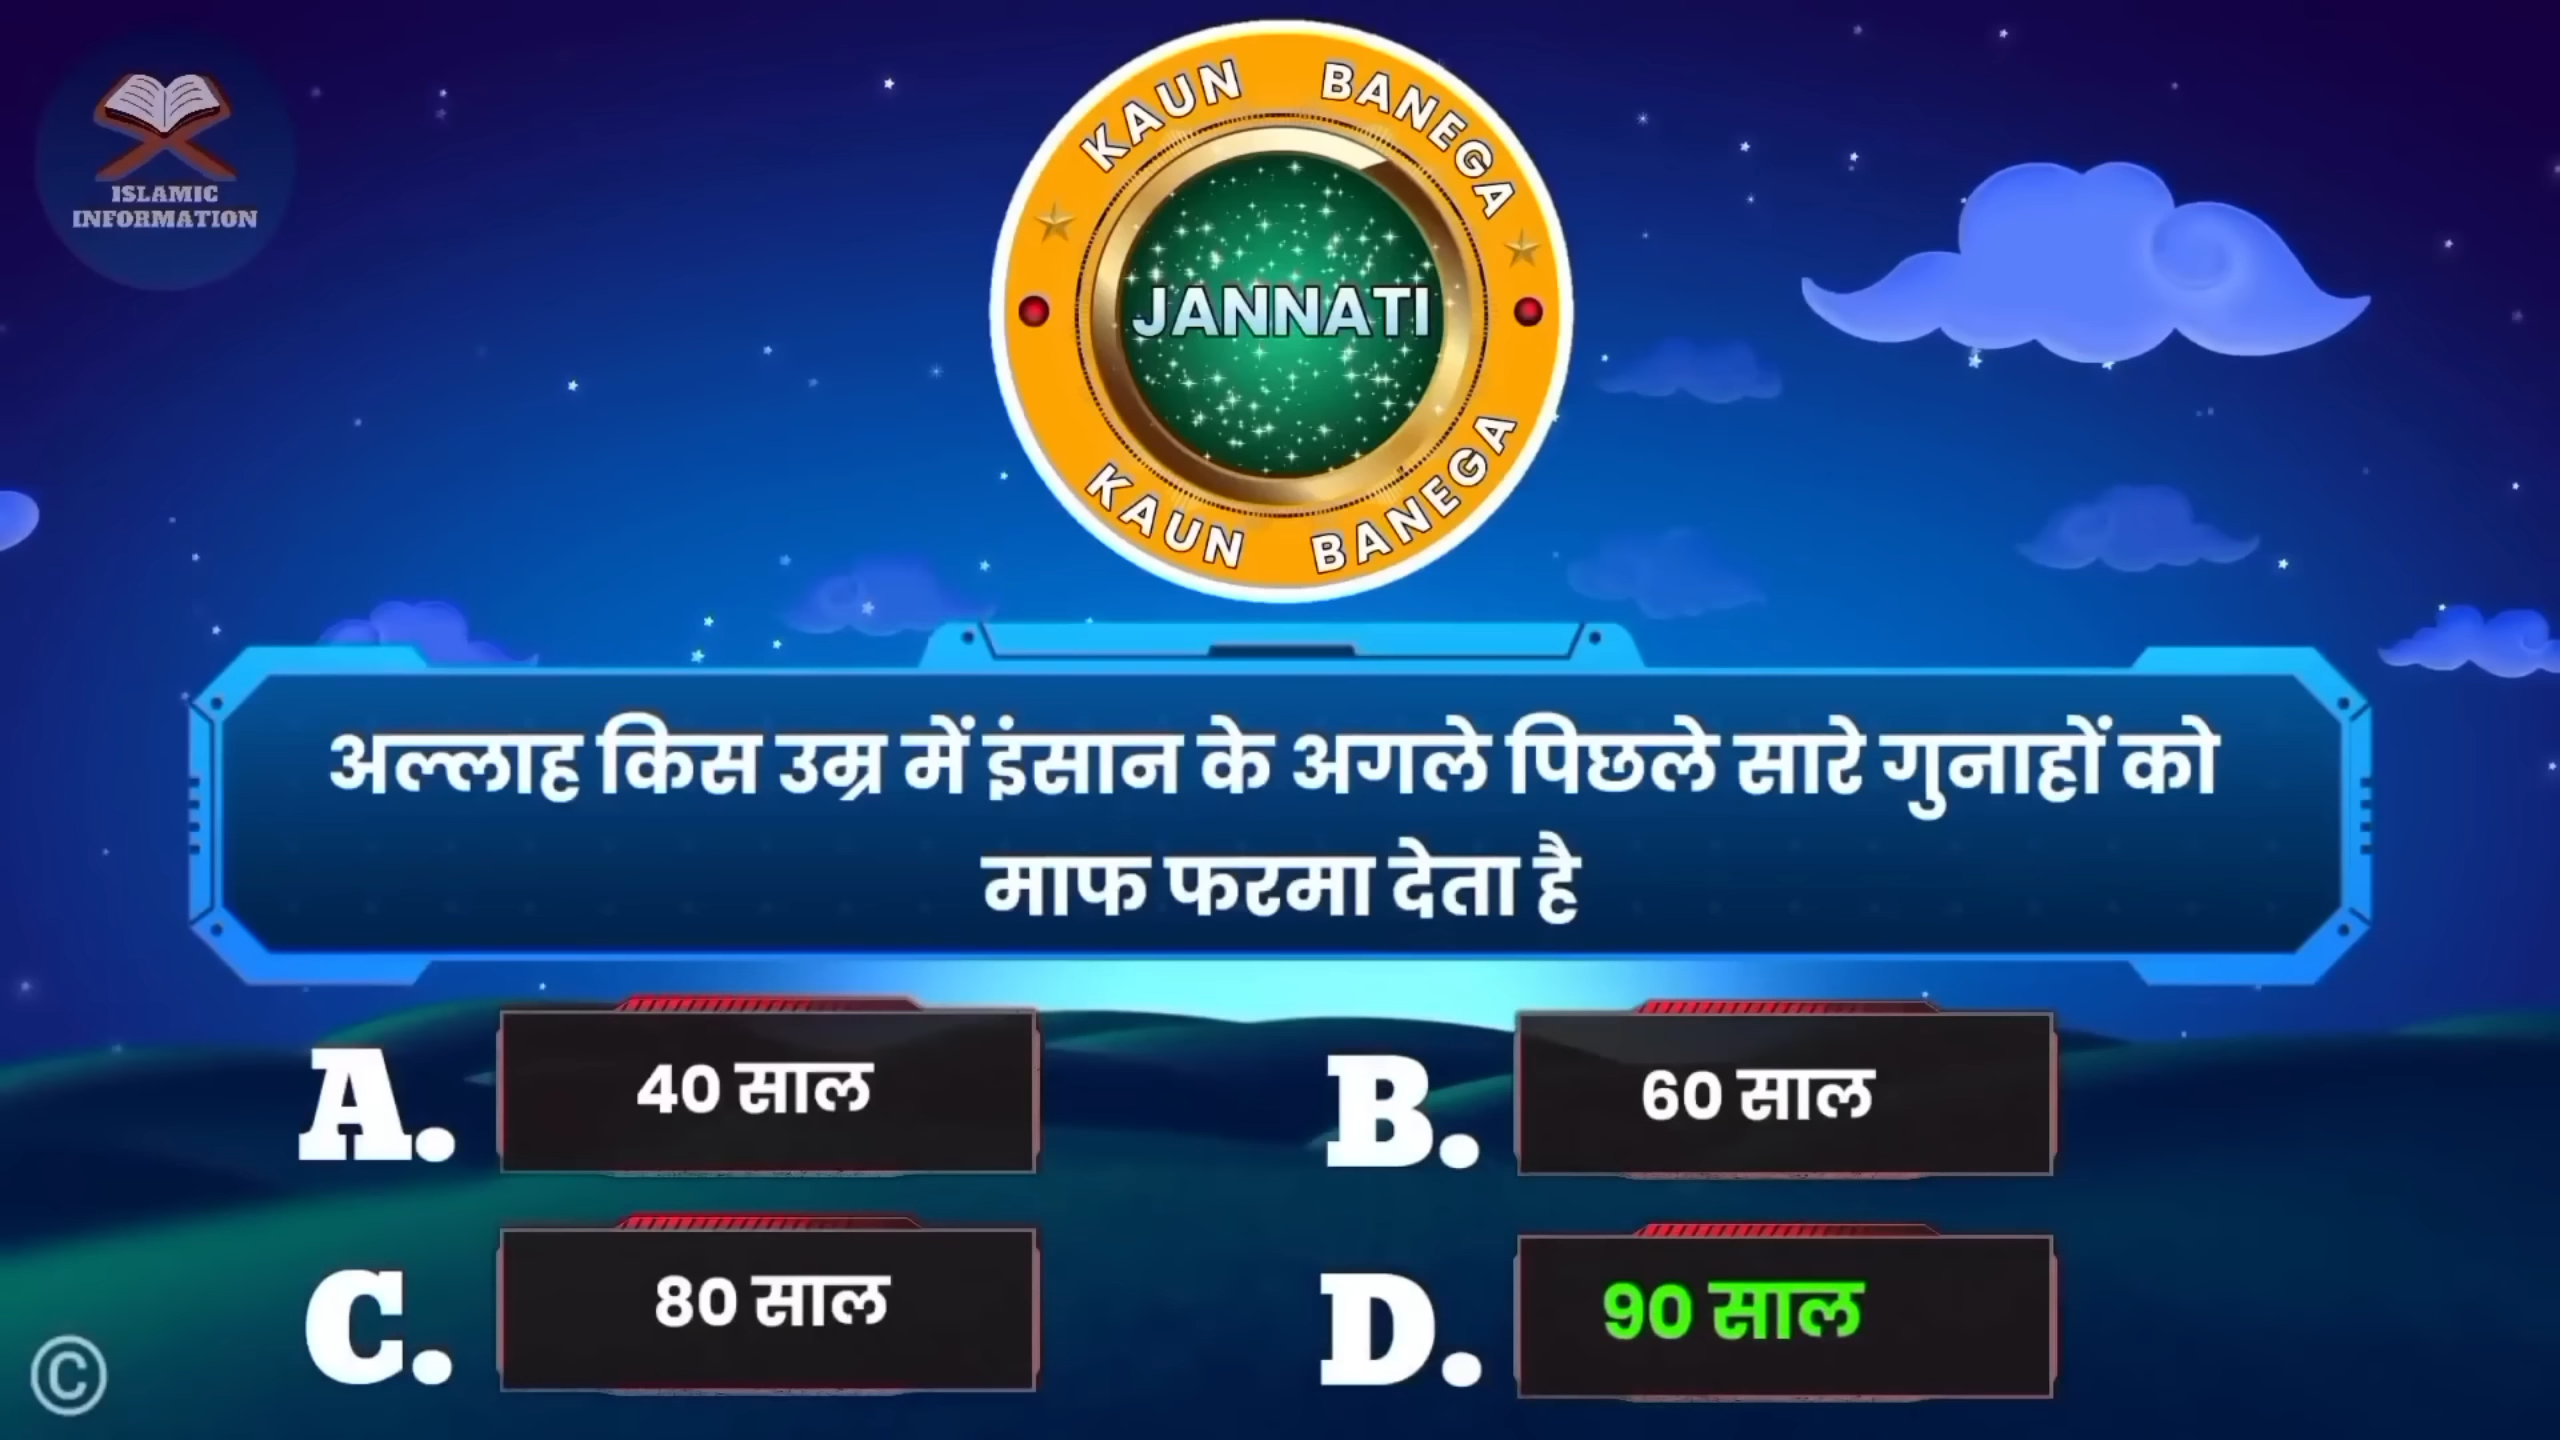 ISLAMIC
INFORMATION
KAUN BANEGA
JANNATI
KAUN BANEGA
अल्लाह किस उम्र में इंसान के अगले पिछले सारे गुनाहों को
माफ फरमा देता है
A. 40 साल
B. 60 साल
C. 80 साल
D. 90 साल
©